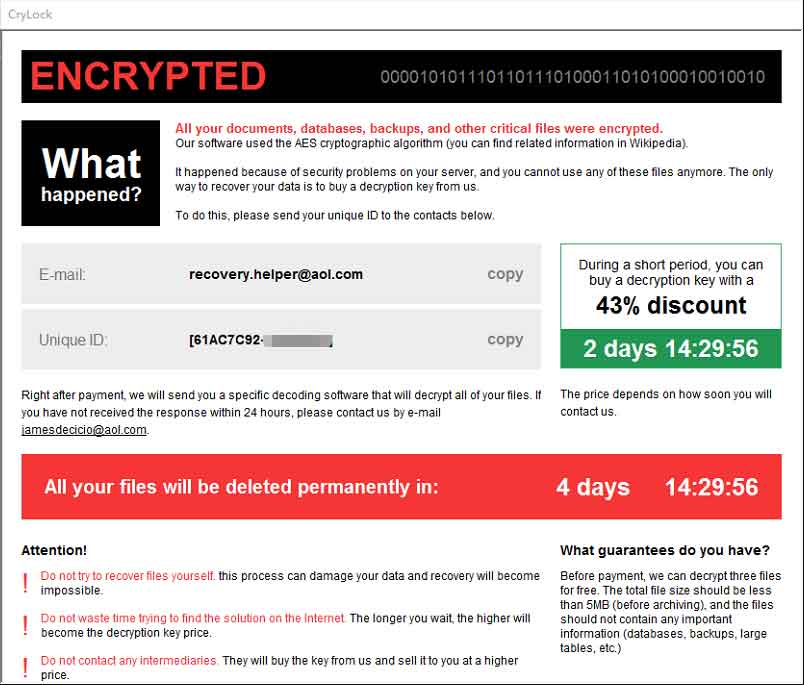 CryLock
ENCRYPTED
0000101011101101110100011010100010010010
What
happened?
All your documents, databases, backups, and other critical files were encrypted.
Our software used the AES cryptographic algorithm (you can find related information in Wikipedia).
It happened because of security problems on your server, and you cannot use any of these files anymore. The only
way to recover your data is to buy a decryption key from us.
To do this, please send your unique ID to the contacts below.
E-mail: recovery.helper@aol.com copy
Unique ID: [61AC7C92- copy
During a short period, you can
buy a decryption key with a
43% discount
2 days 14:29:56
Right after payment, we will send you a specific decoding software that will decrypt all of your files. If
you have not received the response within 24 hours, please contact us by e-mail
jamesdecicio@aol.com.
The price depends on how soon you will
contact us.
All your files will be deleted permanently in: 4 days 14:29:56
Attention!
! Do not try to recover files yourself. this process can damage your data and recovery will become
impossible.
! Do not waste time trying to find the solution on the Internet. The longer you wait, the higher will
become the decryption key price.
! Do not contact any intermediaries. They will buy the key from us and sell it to you at a higher
price.
What guarantees do you have?
Before payment, we can decrypt three files
for free. The total file size should be less
than 5MB (before archiving), and the files
should not contain any important
information (databases, backups, large
tables, etc.)